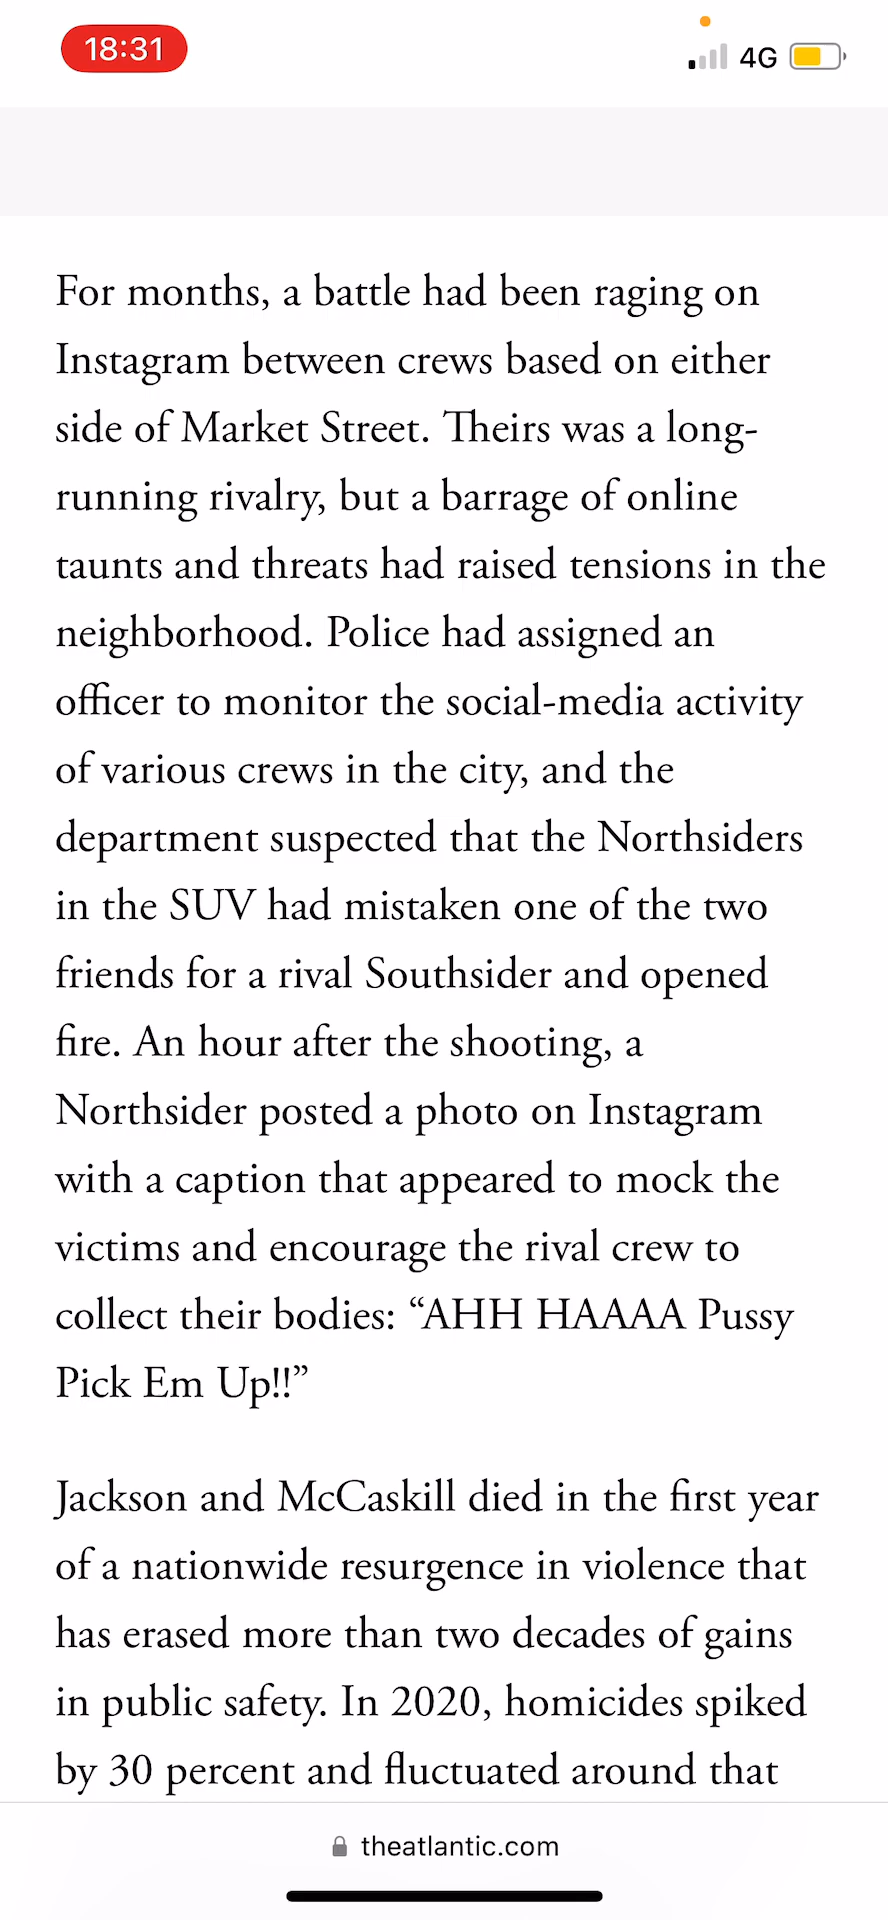 18:31
4G
For months, a battle had been raging on
Instagram between crews based on either
side of Market Street. Theirs was a long-
running rivalry, but a barrage of online
taunts and threats had raised tensions in the
neighborhood. Police had assigned an
officer to monitor the social-media activity
of various crews in the city, and the
department suspected that the Northsiders
in the SUV had mistaken one of the two
friends for a rival Southsider and opened
fire. An hour after the shooting, a
Northsider posted a photo on Instagram
with a caption that appeared to mock the
victims and encourage the rival crew to
collect their bodies: “AHH HAAAA Pussy
Pick Em Up!!”
Jackson and McCaskill died in the first year
of a nationwide resurgence in violence that
has erased more than two decades of gains
in public safety. In 2020, homicides spiked
by 30 percent and fluctuated around that
theatlantic.com